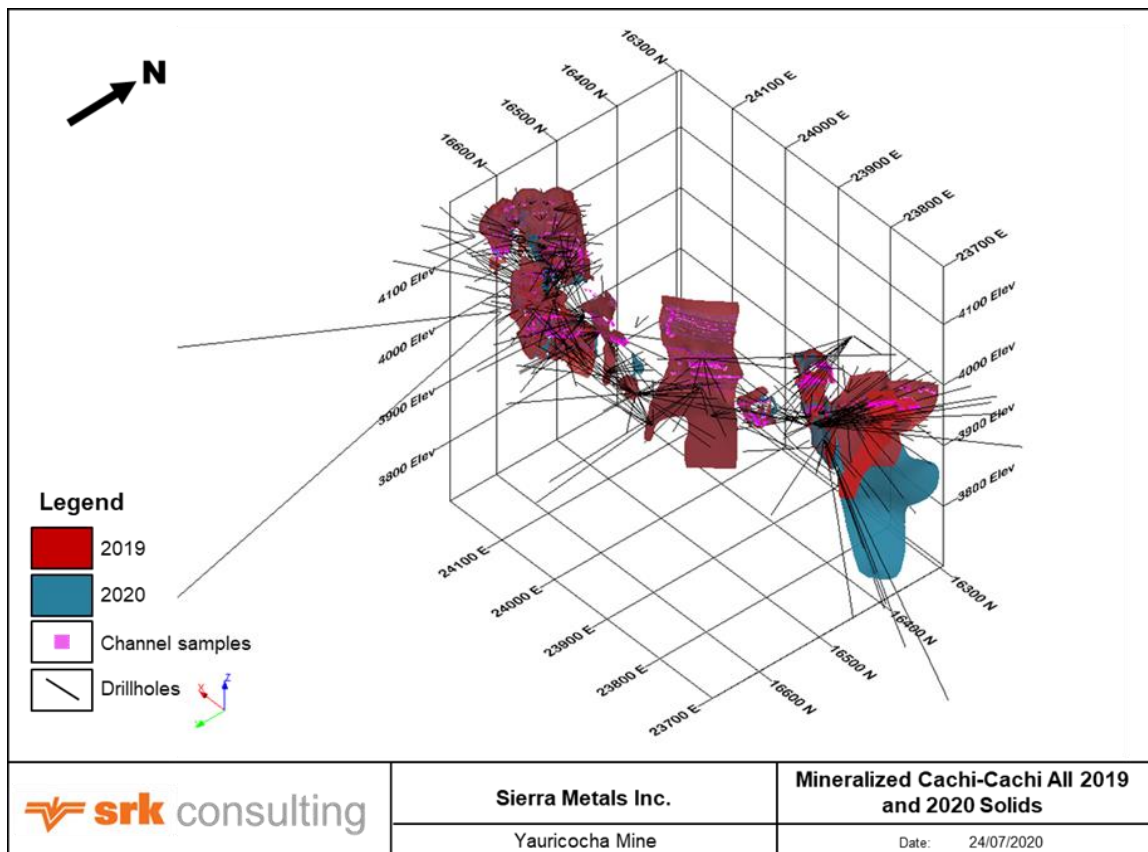 N
16300 N
16400 N
16500 N
16600 N
24100 E
24000 E
23900 E
23800 E
23700 E
4100 Elev
4000 Elev
3900 Elev
3800 Elev
4100 Elev
4000 Elev
3900 Elev
3800 Elev
24100 E
24000 E
23900 E
23800 E
23700 E
16300 N
16400 N
16500 N
16600 N
Legend
2019
2020
Channel samples
Drillholes
X
Z
srk consulting
Sierra Metals Inc.
Yauricocha Mine
Mineralized Cachi-Cachi All 2019
and 2020 Solids
Date: 24/07/2020